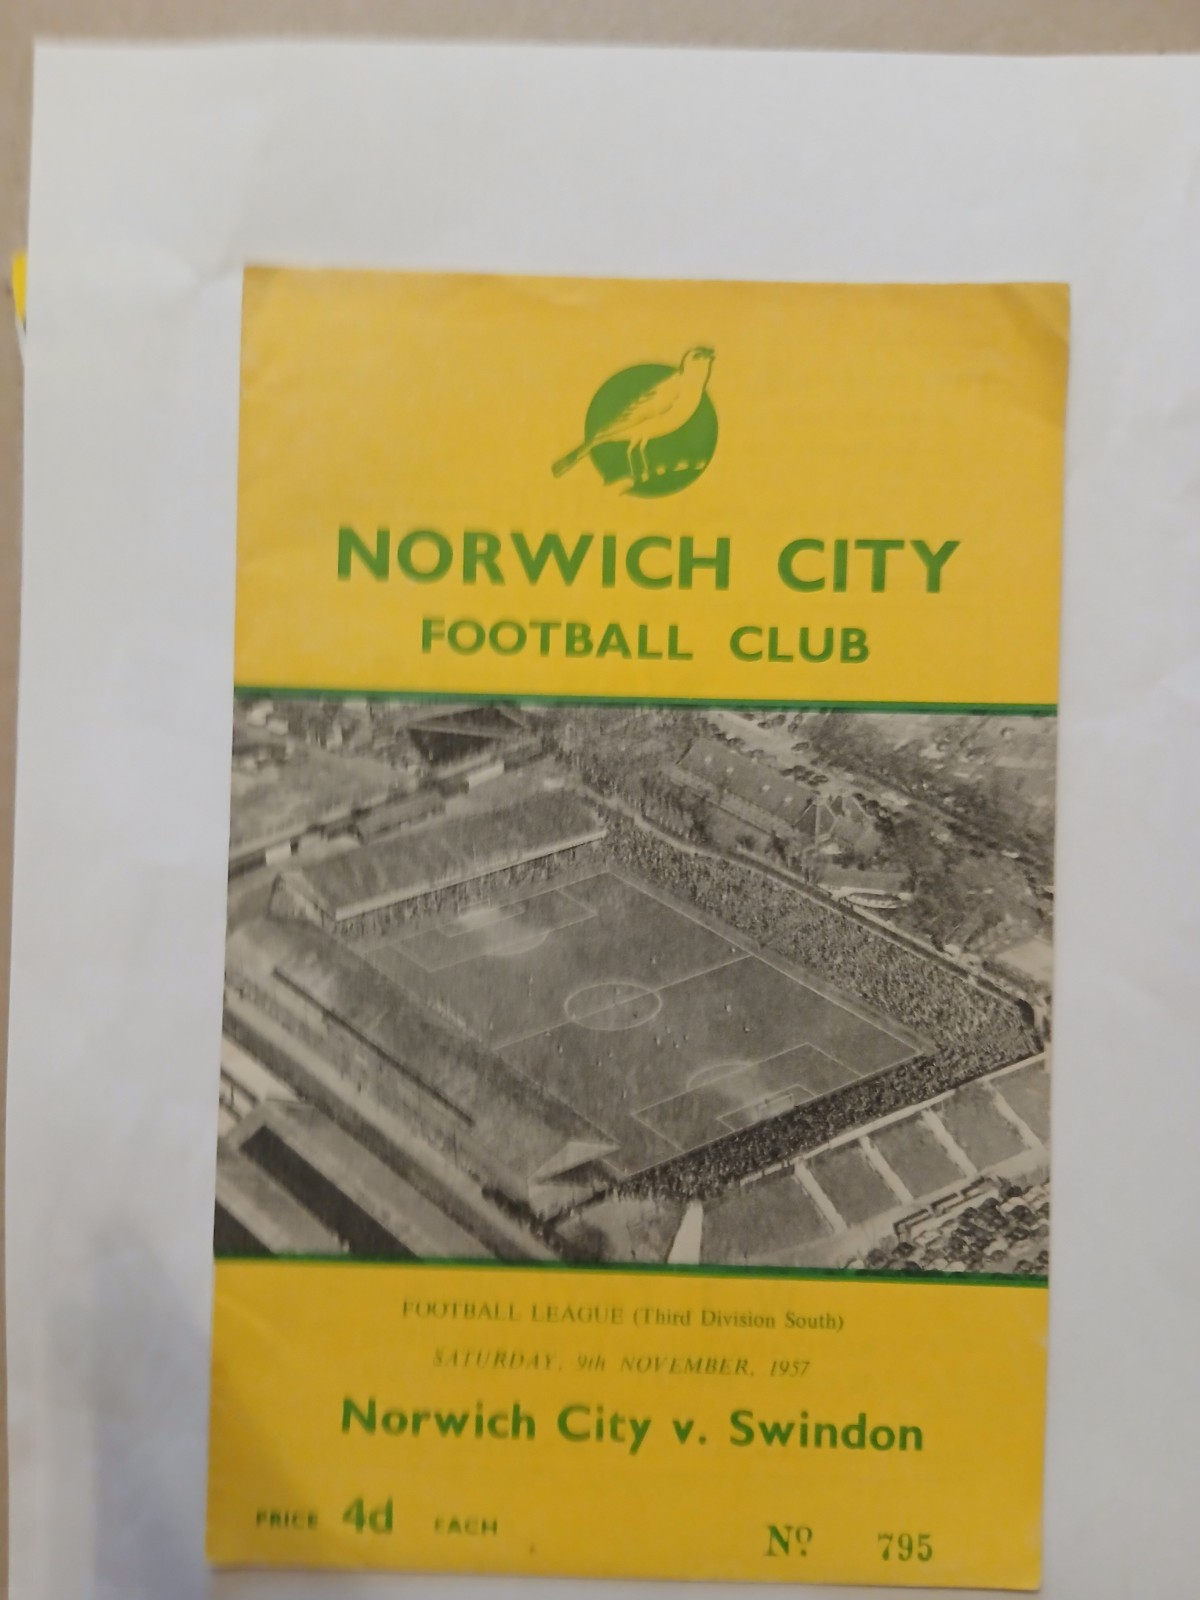 NORWICH CITY
FOOTBALL CLUB
FOOTBALL LEAGUE (Third Division South)
SATURDAY, 9th NOVEMBER, 1957
Norwich City v. Swindon
PRICE 4d EACH
Nº 795